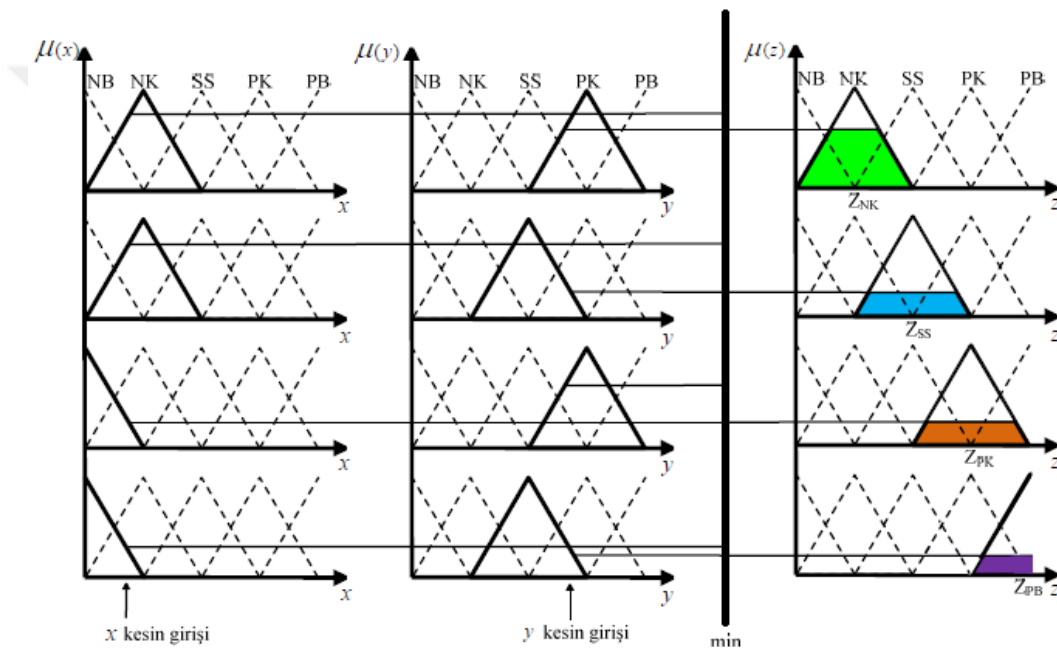 μ(x) μ(y) μ(z)
NB NK SS PK PB
NB NK SS PK PB
NB NK SS PK PB
x y Z_NK z
x y Z_SS z
x y Z_PK z
x y Z_PB z
x kesin girişi y kesin girişi min